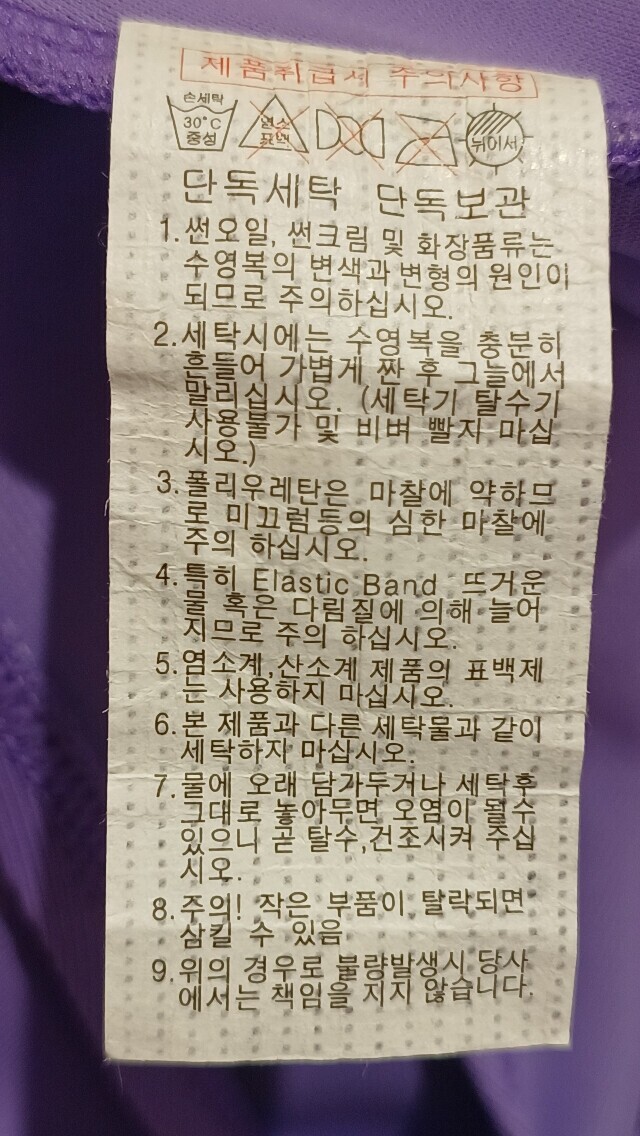 제품취급시 주의사항
손세탁
30°C
중성
염소
표백
뉘어서
단독세탁 단독보관
1. 썬오일, 썬크림 및 화장품류는
수영복의 변색과 변형의 원인이
되므로 주의하십시오.
2. 세탁시에는 수영복을 충분히
흔들어 가볍게 짠 후 그늘에서
말리십시오. (세탁기 탈수기
사용불가 및 비벼 빨지 마십
시오.)
3. 폴리우레탄은 마찰에 약하므
로 미끄럼등의 심한 마찰에
주의 하십시오.
4. 특히 Elastic Band 뜨거운
물 혹은 다림질에 의해 늘어
지므로 주의 하십시오.
5. 염소계,산소계 제품의 표백제
는 사용하지 마십시오.
6. 본 제품과 다른 세탁물과 같이
세탁하지 마십시오.
7. 물에 오래 담가두거나 세탁후
그대로 놓아두면 오염이 될수
있으니 곧 탈수,건조시켜 주십
시오.
8. 주의! 작은 부품이 탈락되면
삼킬 수 있음
9. 위의 경우로 불량발생시 당사
에서는 책임을 지지 않습니다.